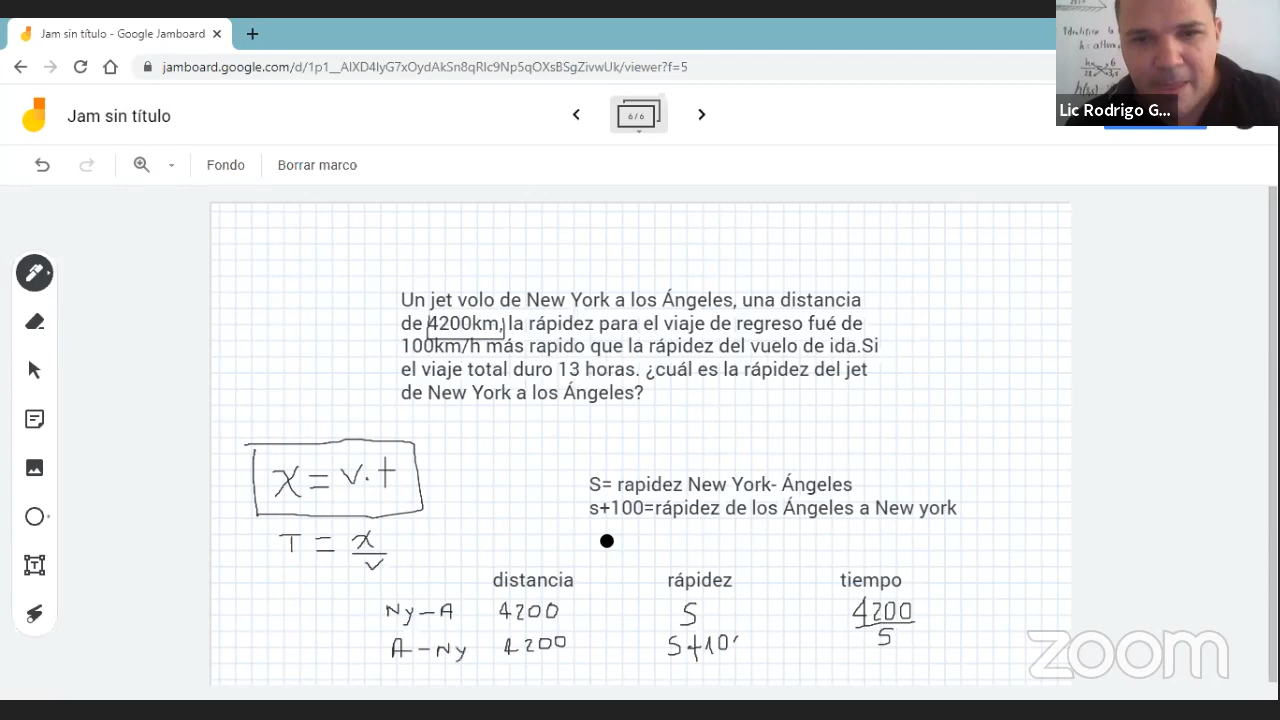 Jam sin título - Google Jamboard
jamboard.google.com/d/1p1__AlXD4lyG7xOydAkSn8qRlc9Np5qOXsBSgZivwUk/viewer?f=5
Lic Rodrigo G...
Jam sin título
6/6
Fondo
Borrar marco
Un jet volo de New York a los Ángeles, una distancia
de 4200km, la rápidez para el viaje de regreso fué de
100km/h más rapido que la rápidez del vuelo de ida.Si
el viaje total duro 13 horas. ¿cuál es la rápidez del jet
de New York a los Ángeles?
x = v.t
T = x/v
S= rapidez New York- Ángeles
s+100=rápidez de los Ángeles a New york
distancia rápidez tiempo
Ny-A 4200 S 4200/S
A-Ny 4200 S+10
zoom